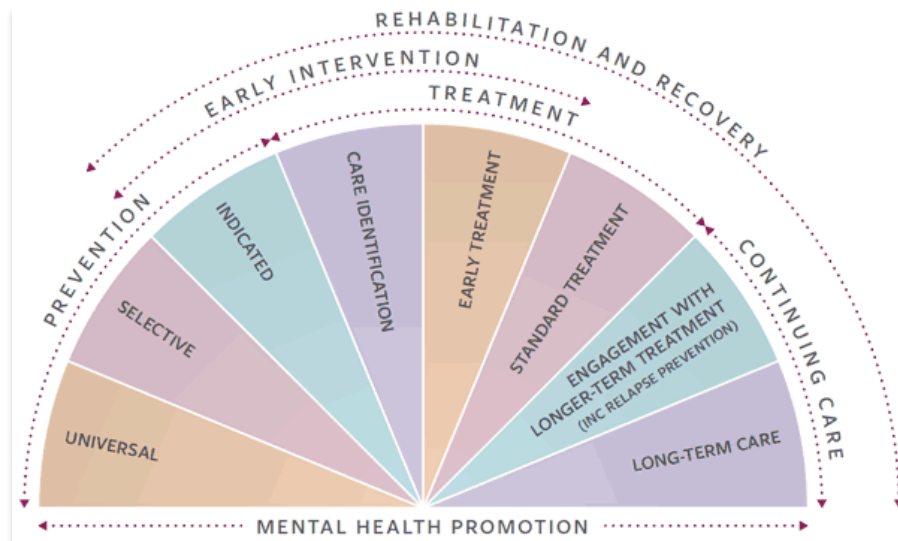 REHABILITATION AND RECOVERY
EARLY INTERVENTION
TREATMENT
PREVENTION
CONTINUING CARE
UNIVERSAL
SELECTIVE
INDICATED
CARE IDENTIFICATION
EARLY TREATMENT
STANDARD TREATMENT
ENGAGEMENT WITH
LONGER-TERM TREATMENT
(INC RELAPSE PREVENTION)
LONG-TERM CARE
MENTAL HEALTH PROMOTION